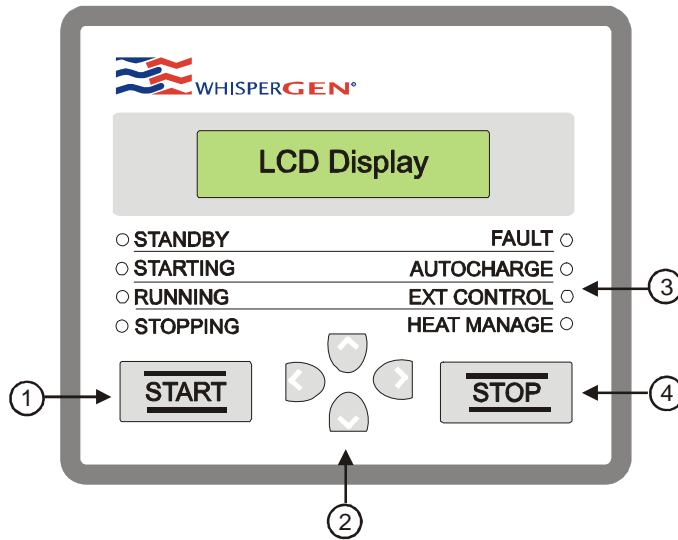 WHISPERGEN®
LCD Display
STANDBY FAULT
STARTING AUTOCHARGE
RUNNING EXT CONTROL
STOPPING HEAT MANAGE
3
1 START STOP 4
2